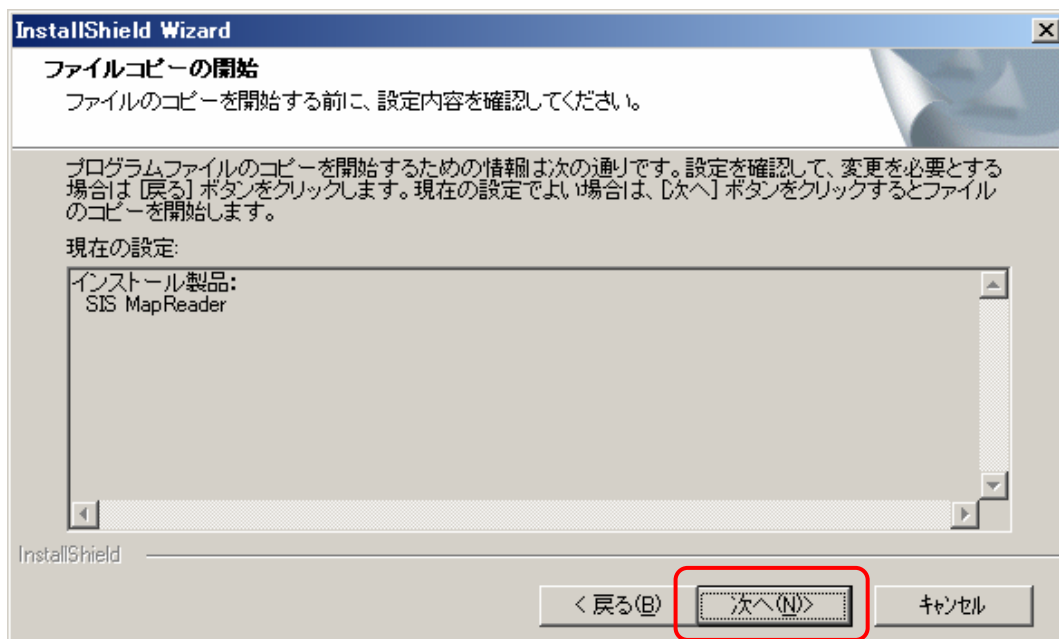 InstallShield Wizard
ファイルコピーの開始
ファイルのコピーを開始する前に、設定内容を確認してください。
プログラムファイルのコピーを開始するための情報は次の通りです。設定を確認して、変更を必要とする
場合は [戻る] ボタンをクリックします。現在の設定でよい場合は、[次へ] ボタンをクリックするとファイル
のコピーを開始します。
現在の設定:
インストール製品:
SIS MapReader
InstallShield
< 戻る(B)
次へ(N)>
キャンセル